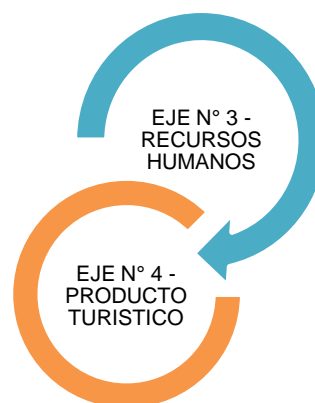 EJE N° 3 -
RECURSOS
HUMANOS
EJE N° 4 -
PRODUCTO
TURISTICO